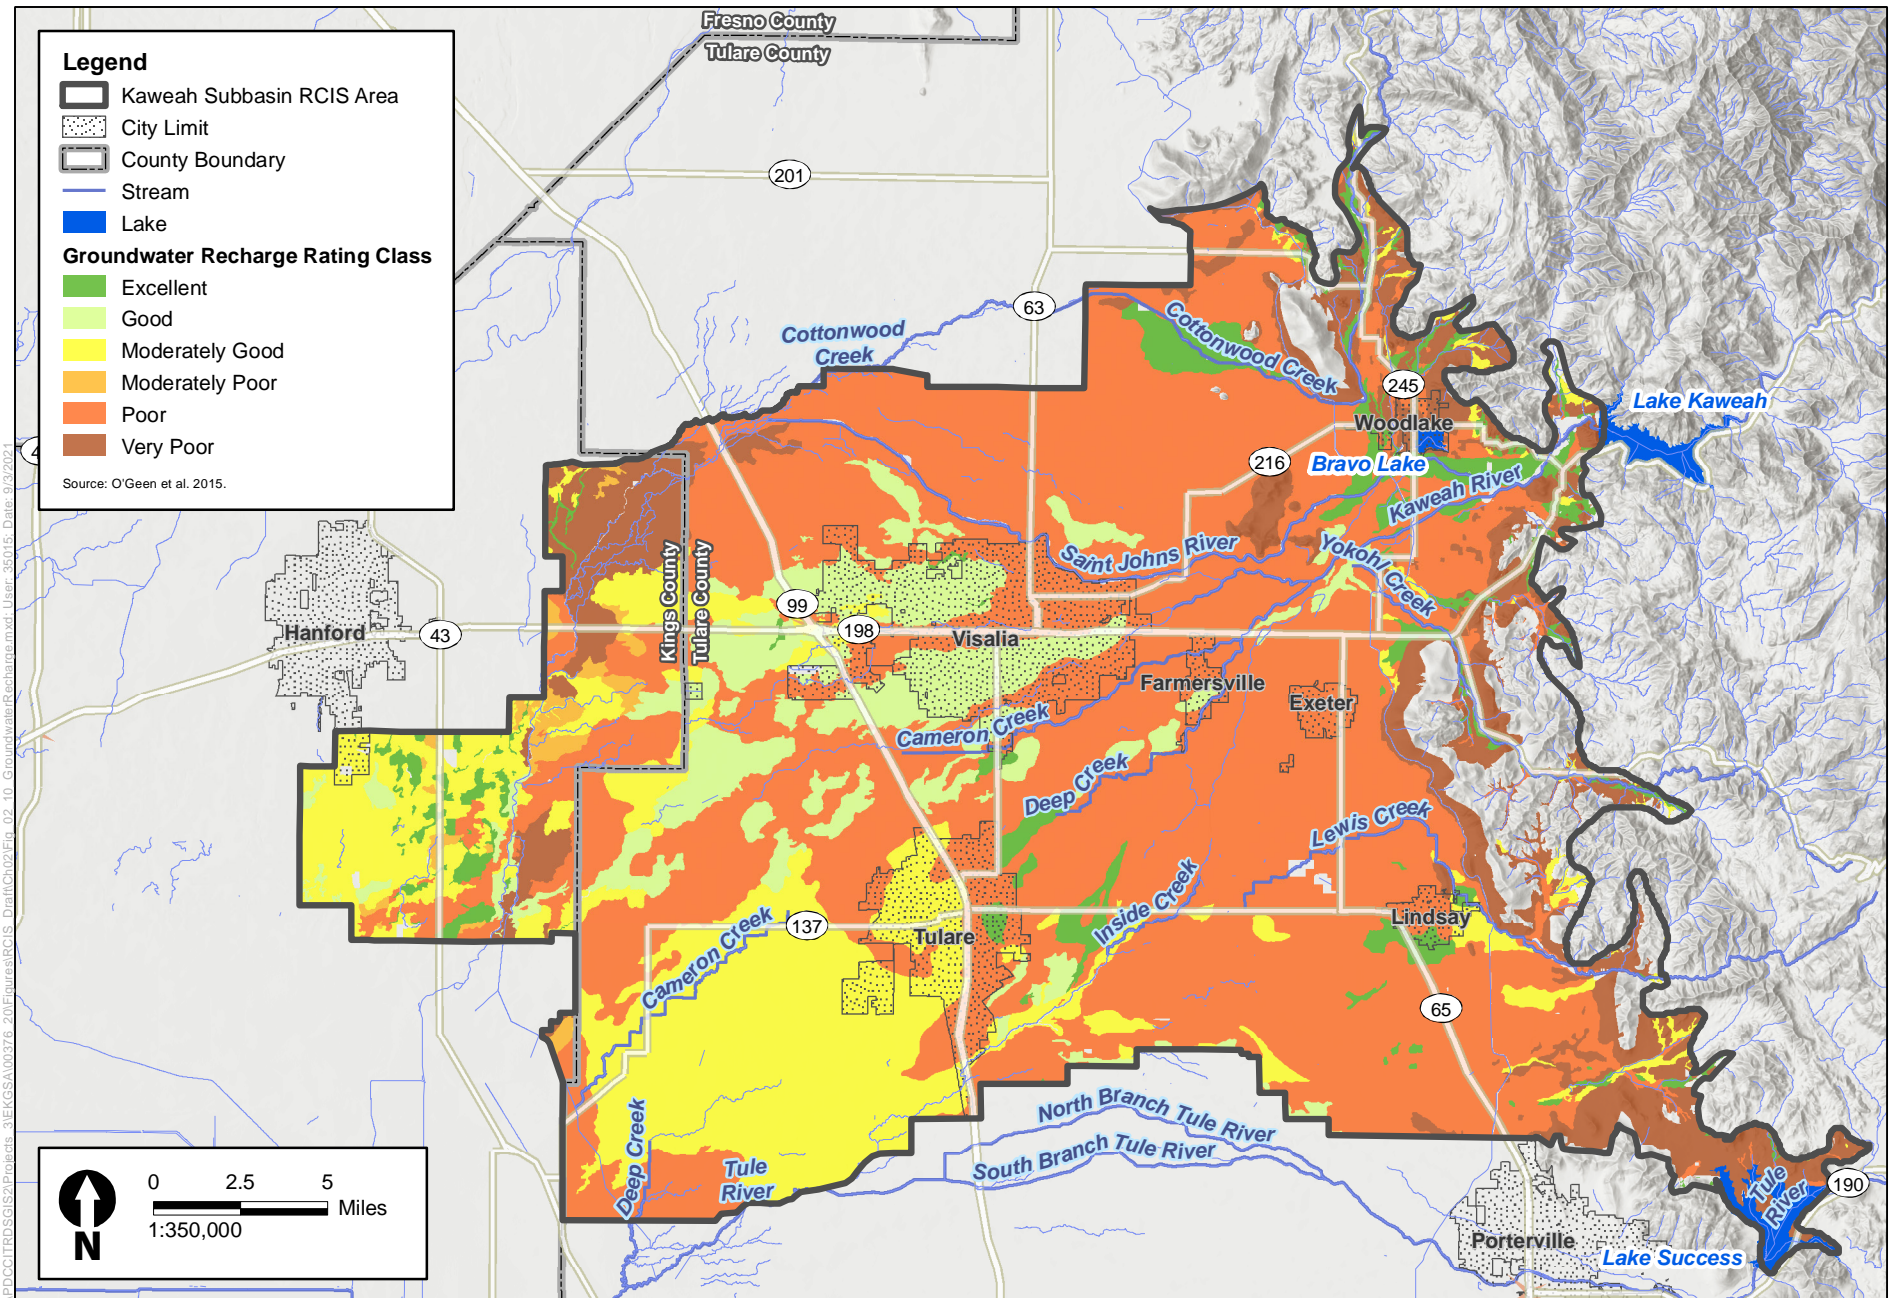 Legend
Kaweah Subbasin RCIS Area
City Limit
County Boundary
Stream
Lake
Groundwater Recharge Rating Class
Excellent
Good
Moderately Good
Moderately Poor
Poor
Very Poor
Source: O'Geen et al. 2015.
Fresno County
Tulare County
201
63
Cottonwood
Creek
Cottonwood Creek
245
Woodlake
Lake Kaweah
216
Bravo Lake
Kaweah River
Saint Johns River
Yokohl Creek
Kings County
Tulare County
99
198
Hanford
43
Visalia
Farmersville
Exeter
Cameron Creek
Deep Creek
Lewis Creek
Inside Creek
Lindsay
137
Tulare
Cameron Creek
65
North Branch Tule River
South Branch Tule River
Deep Creek
Tule
River
Tule
River
190
Porterville
Lake Success
N
0 2.5 5
Miles
1:350,000